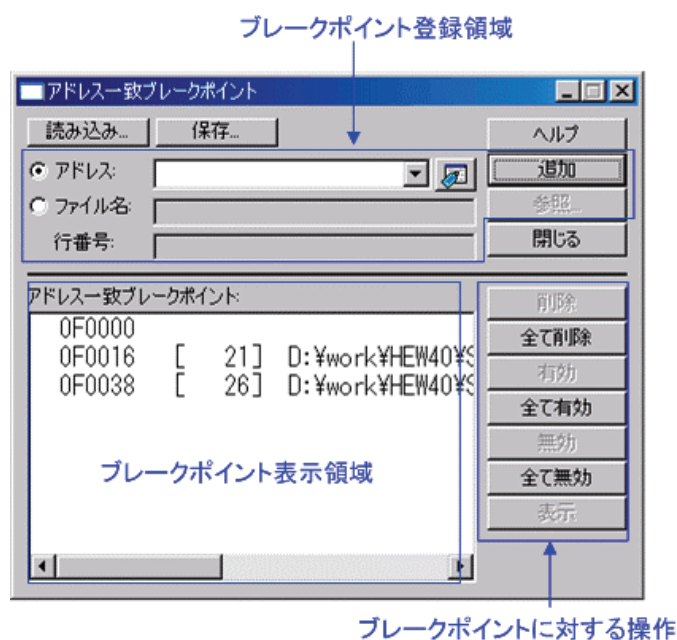 ブレークポイント登録領域
アドレス一致ブレークポイント
読み込み...
保存...
ヘルプ
アドレス:
追加
ファイル名:
参照...
行番号:
閉じる
アドレス一致ブレークポイント:
削除
0F0000
全て削除
0F0016 [ 21] D:¥work¥HEW40¥S
有効
0F0038 [ 26] D:¥work¥HEW40¥S
全て有効
無効
ブレークポイント表示領域
全て無効
表示
ブレークポイントに対する操作